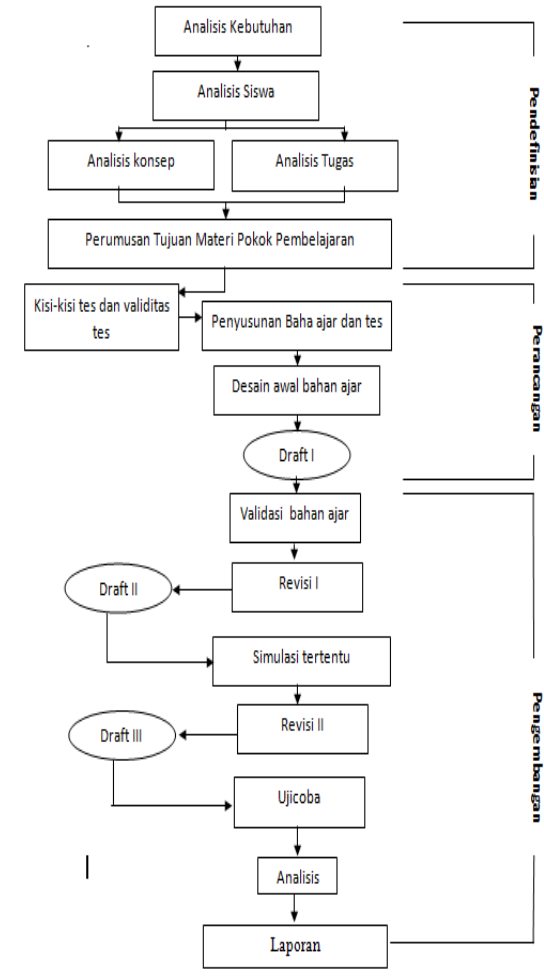 Analisis Kebutuhan
Analisis Siswa
Analisis konsep
Analisis Tugas
Perumusan Tujuan Materi Pokok Pembelajaran
Pendefinisian
Kisi-kisi tes dan validitas
tes
Penyusunan Baha ajar dan tes
Desain awal bahan ajar
Draft I
Perancangan
Validasi bahan ajar
Revisi I
Draft II
Simulasi tertentu
Revisi II
Draft III
Ujicoba
Analisis
Laporan
Pengembangan